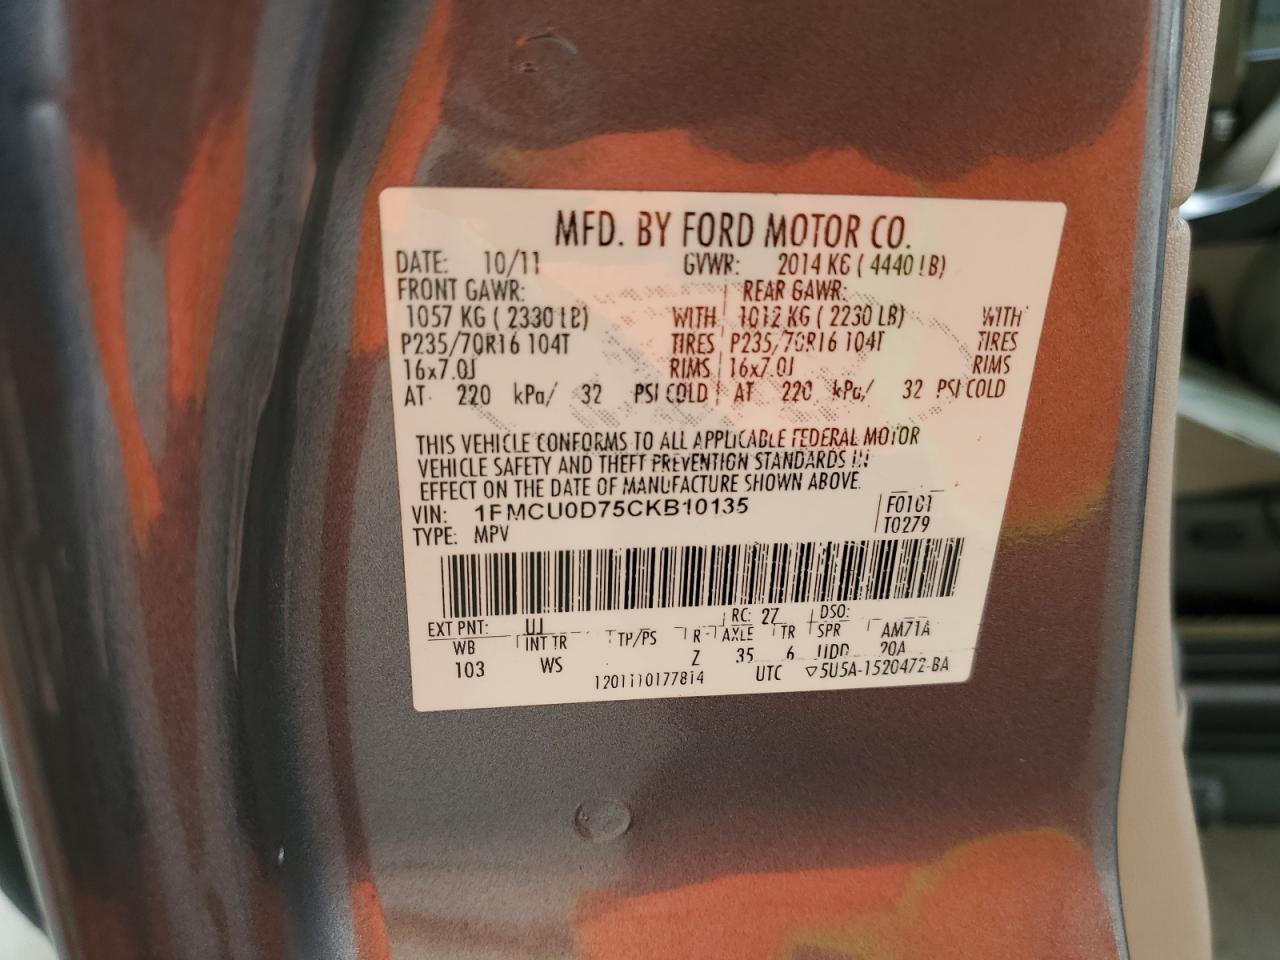 MFD. BY FORD MOTOR CO.
DATE: 10/11 GVWR: 2014 KG ( 4440 LB)
FRONT GAWR: REAR GAWR:
1057 KG ( 2330 LB) WITH 1012 KG ( 2230 LB) WITH
P235/70R16 104T TIRES P235/70R16 104T TIRES
16x7.0J RIMS 16x7.0J RIMS
AT 220 kPa/ 32 PSI COLD AT 220 kPa/ 32 PSI COLD
THIS VEHICLE CONFORMS TO ALL APPLICABLE FEDERAL MOTOR
VEHICLE SAFETY AND THEFT PREVENTION STANDARDS IN
EFFECT ON THE DATE OF MANUFACTURE SHOWN ABOVE.
VIN: 1FMCU0D75CKB10135 F0101
TYPE: MPV T0279
EXT PNT: UJ RC: 27 DSO:
WB INT TR TP/PS R AXLE TR SPR AM71A
103 WS Z 35 6 UDD 20A
1201110177814 UTC ▽5U5A-1520472-BA